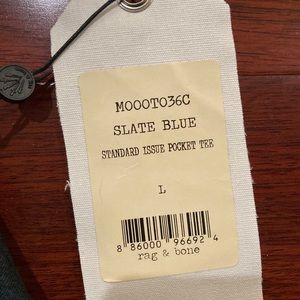 M000T036C
SLATE BLUE
STANDARD ISSUE POCKET TEE
L
8 86000 96692 4
rag & bone